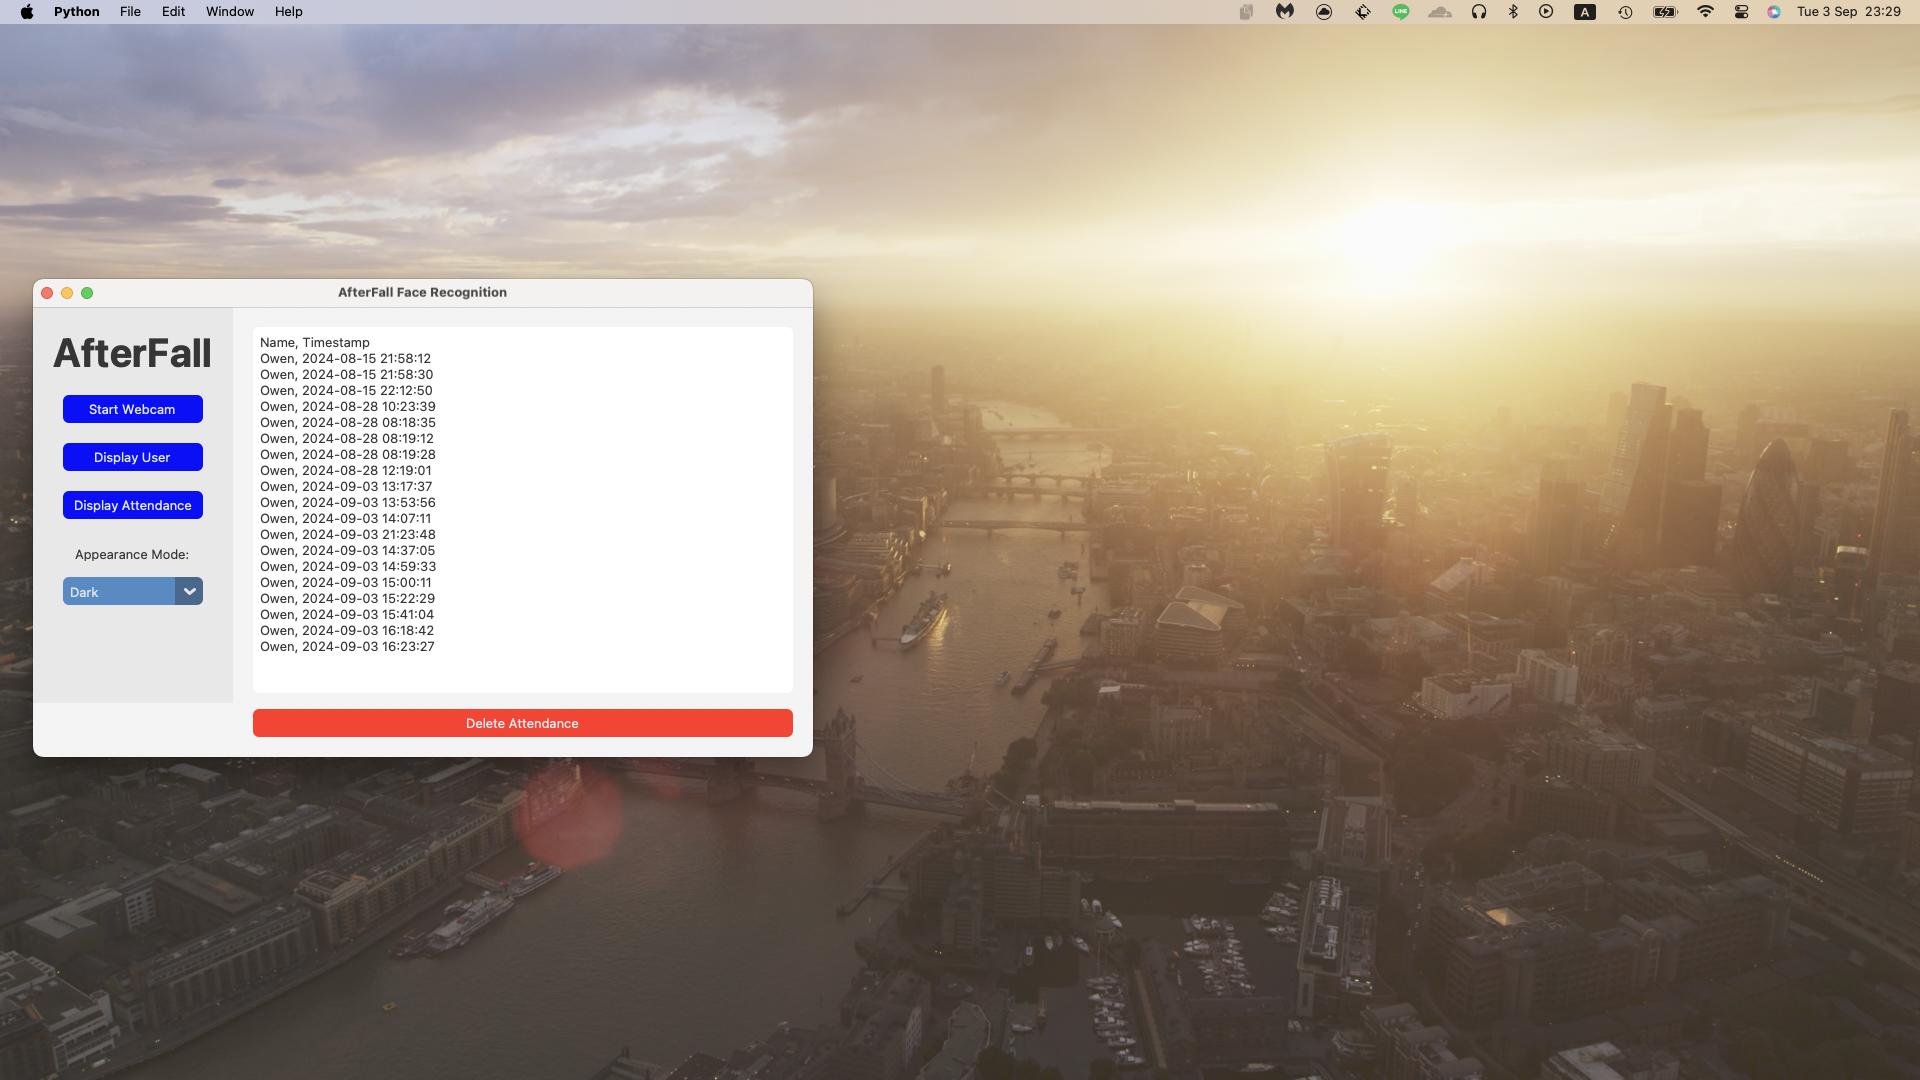 Python File Edit Window Help LINE A Tue 3 Sep 23:29
AfterFall Face Recognition
AfterFall
Start Webcam
Display User
Display Attendance
Appearance Mode:
Dark
Name, Timestamp
Owen, 2024-08-15 21:58:12
Owen, 2024-08-15 21:58:30
Owen, 2024-08-15 22:12:50
Owen, 2024-08-28 10:23:39
Owen, 2024-08-28 08:18:35
Owen, 2024-08-28 08:19:12
Owen, 2024-08-28 08:19:28
Owen, 2024-08-28 12:19:01
Owen, 2024-09-03 13:17:37
Owen, 2024-09-03 13:53:56
Owen, 2024-09-03 14:07:11
Owen, 2024-09-03 21:23:48
Owen, 2024-09-03 14:37:05
Owen, 2024-09-03 14:59:33
Owen, 2024-09-03 15:00:11
Owen, 2024-09-03 15:22:29
Owen, 2024-09-03 15:41:04
Owen, 2024-09-03 16:18:42
Owen, 2024-09-03 16:23:27
Delete Attendance